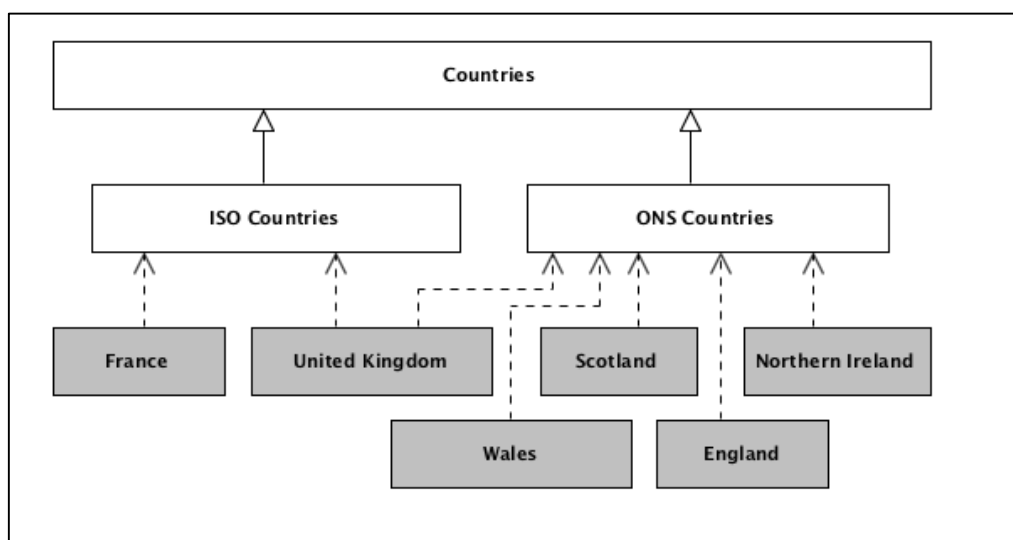 Countries
ISO Countries
ONS Countries
France
United Kingdom
Scotland
Northern Ireland
Wales
England